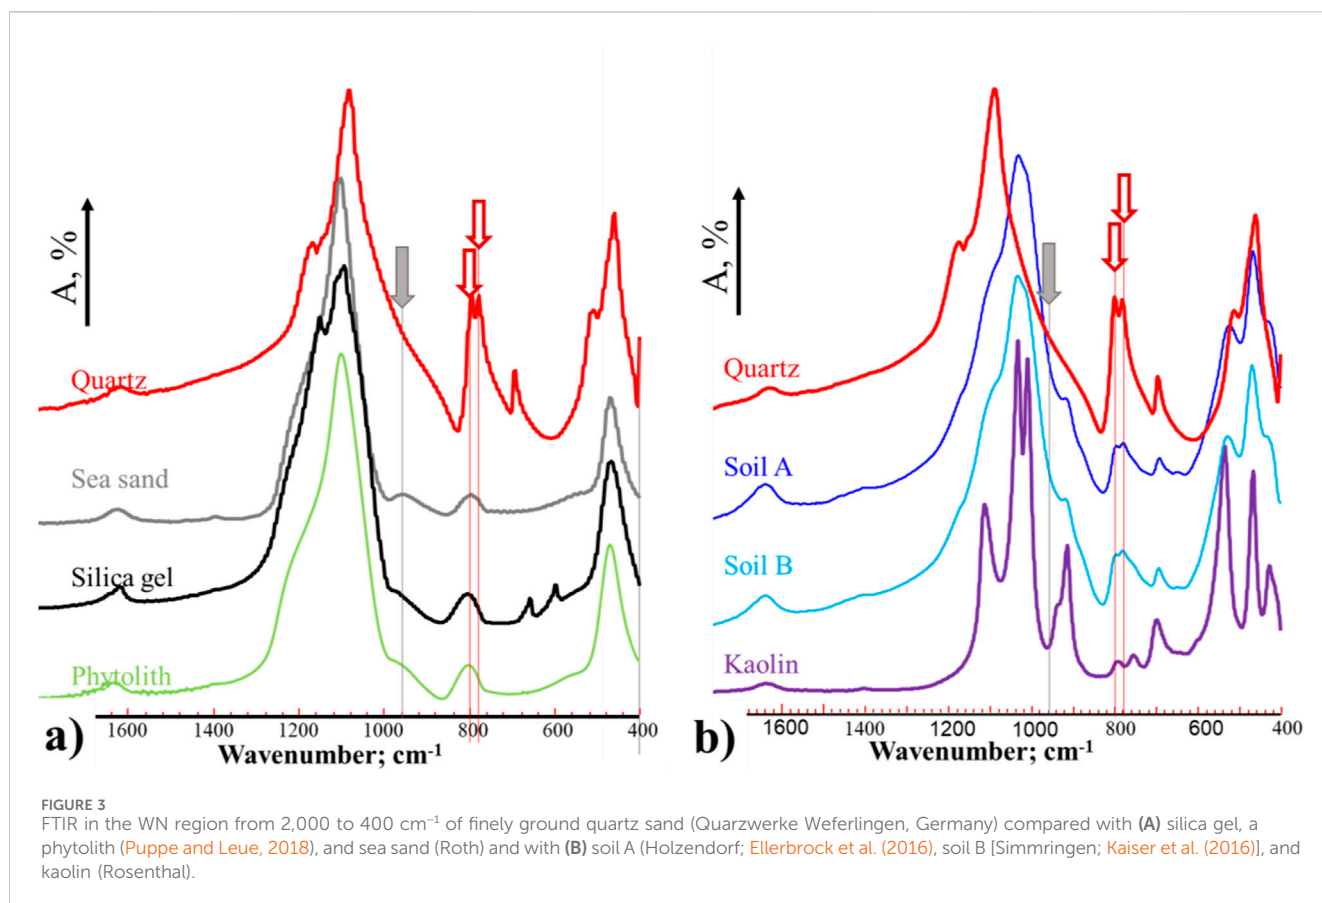 A, %
Quartz
Sea sand
Silica gel
Phytolith
a)
1600 1400 1200 1000 800 600 400
Wavenumber; cm⁻¹
A, %
Quartz
Soil A
Soil B
Kaolin
b)
1600 1400 1200 1000 800 600 400
Wavenumber; cm⁻¹
FIGURE 3
FTIR in the WN region from 2,000 to 400 cm⁻¹ of finely ground quartz sand (Quarzwerke Weferlingen, Germany) compared with (A) silica gel, a
phytolith (Puppe and Leue, 2018), and sea sand (Roth) and with (B) soil A (Holzendorf; Ellerbrock et al. (2016), soil B [Simmringen; Kaiser et al. (2016)], and
kaolin (Rosenthal).